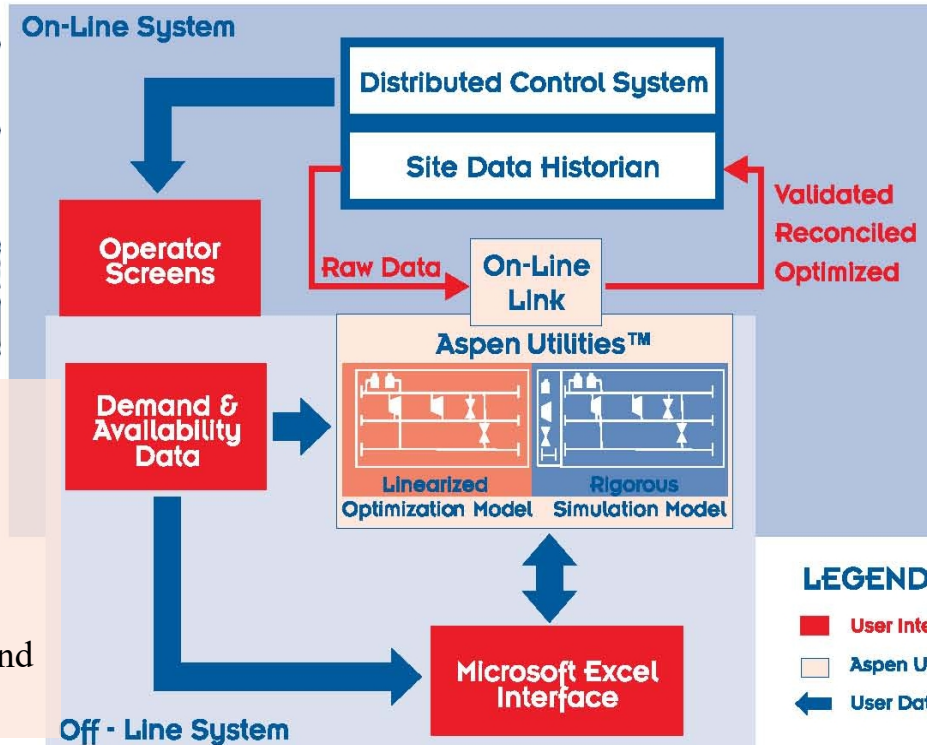 On-Line System
Distributed Control System
Site Data Historian
Operator
Screens
Raw Data
On-Line
Link
Validated
Reconciled
Optimized
Aspen Utilities™
Demand &
Availability
Data
Linearized
Optimization Model
Rigorous
Simulation Model
LEGEND
User Inte
Aspen U
User Dat
nd
Microsoft Excel
Interface
Off - Line System